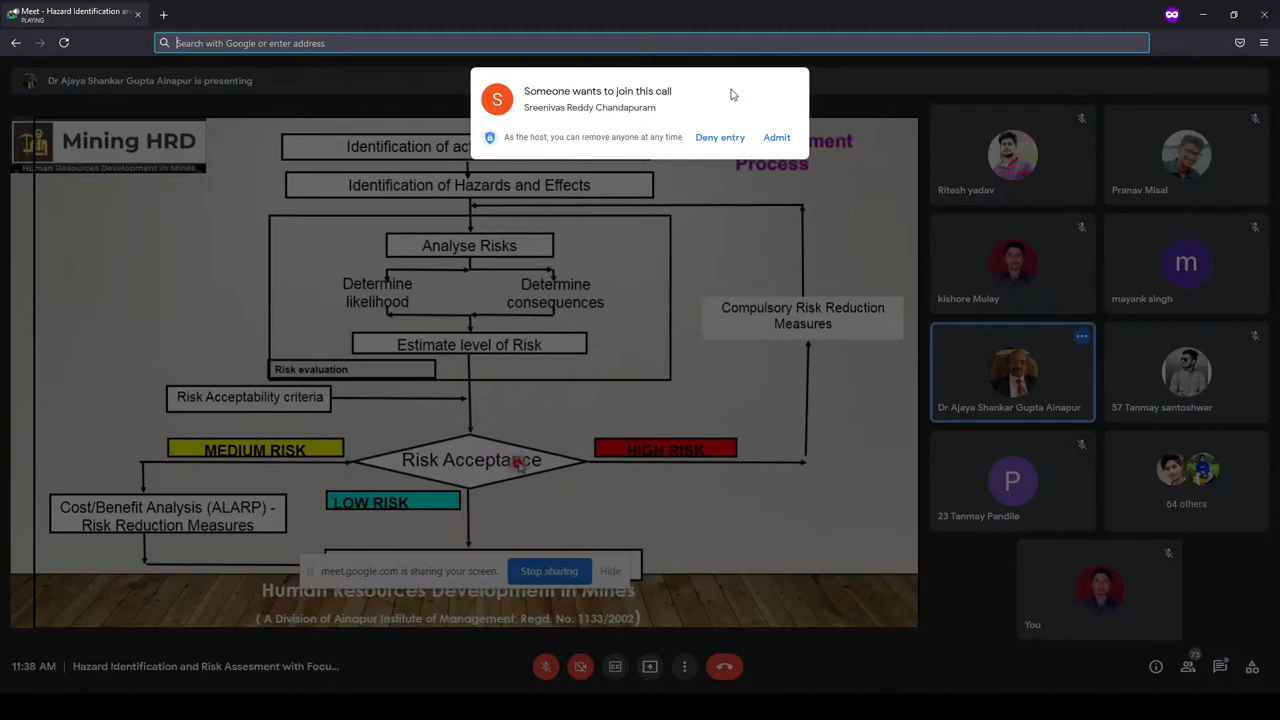 Meet - Hazard Identification an
PLAYING
Search with Google or enter address
Dr Ajaya Shankar Gupta Ainapur is presenting
Someone wants to join this call
S
Sreenivas Reddy Chandapuram
As the host, you can remove anyone at any time
Deny entry
Admit
Mining HRD
Human Resources Development in Mines
Identification of
Process
Identification of Hazards and Effects
Analyse Risks
Determine
likelihood
Determine
consequences
Estimate level of Risk
Risk evaluation
Compulsory Risk Reduction
Measures
Risk Acceptability criteria
MEDIUM RISK
HIGH RISK
Risk Acceptance
LOW RISK
Cost/Benefit Analysis (ALARP) -
Risk Reduction Measures
meet.google.com is sharing your screen.
Stop sharing
Hide
Human Resources Development in Mines
( A Division of Ainapur Institute of Management: Regd. No. 1133/2002)
Ritesh yadav
Pranav Misal
kishore Mulay
m
mayank singh
Dr Ajaya Shankar Gupta Ainapur
57 Tanmay santoshwar
P
23 Tanmay Pandile
64 others
You
11:38 AM | Hazard Identification and Risk Assesment with Focu...
73